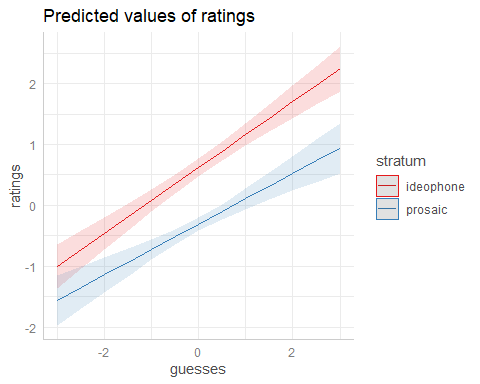 Predicted values of ratings
ratings
2
1
0
-1
-2
-2
0
2
guesses
stratum
ideophone
prosaic